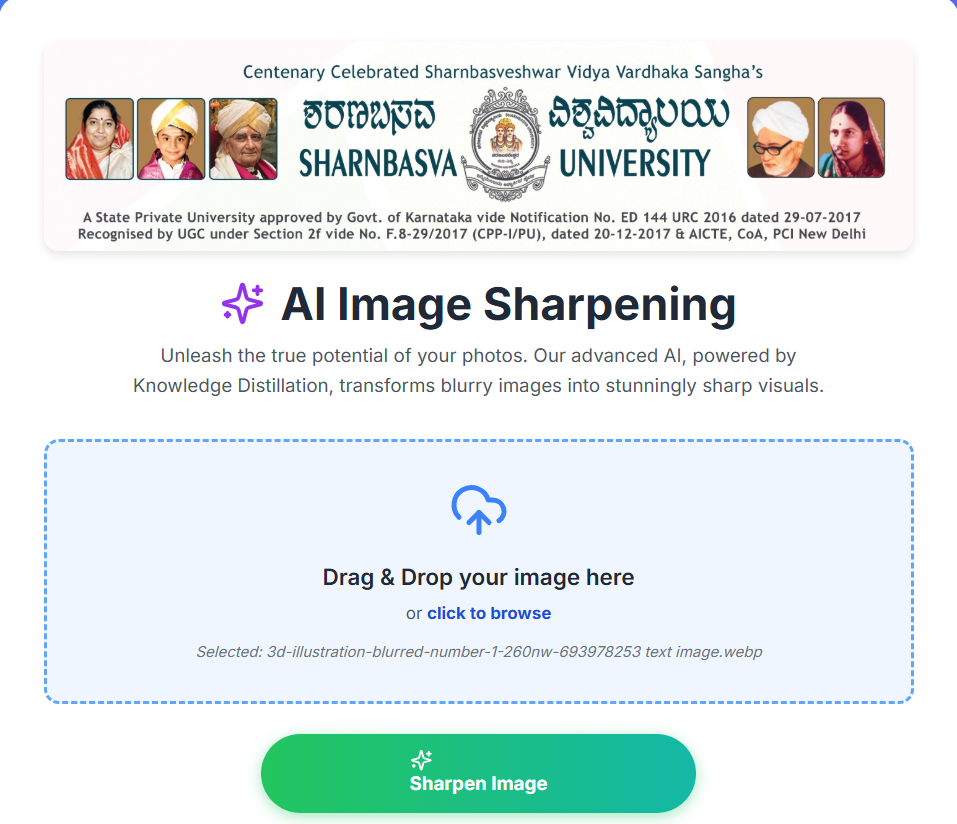 Centenary Celebrated Sharnbasveshwar Vidya Vardhaka Sangha's
ಶರಣಬಸವ ವಿಶ್ವವಿದ್ಯಾಲಯ
SHARNBASVA UNIVERSITY
A State Private University approved by Govt. of Karnataka vide Notification No. ED 144 URC 2016 dated 29-07-2017
Recognised by UGC under Section 2f vide No. F.8-29/2017 (CPP-I/PU), dated 20-12-2017 & AICTE, CoA, PCI New Delhi
AI Image Sharpening
Unleash the true potential of your photos. Our advanced AI, powered by
Knowledge Distillation, transforms blurry images into stunningly sharp visuals.
Drag & Drop your image here
or click to browse
Selected: 3d-illustration-blurred-number-1-260nw-693978253 text image.webp
Sharpen Image